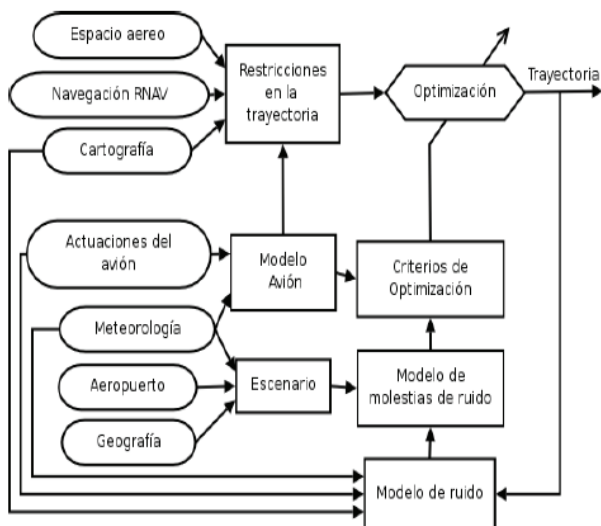 Espacio aereo
Navegación RNAV
Cartografía
Restricciones
en la
trayectoria
Optimización
Trayectoria
Actuaciones del
avión
Modelo
Avión
Criterios de
Optimización
Meteorología
Aeropuerto
Geografía
Escenario
Modelo de
molestias de ruido
Modelo de ruido